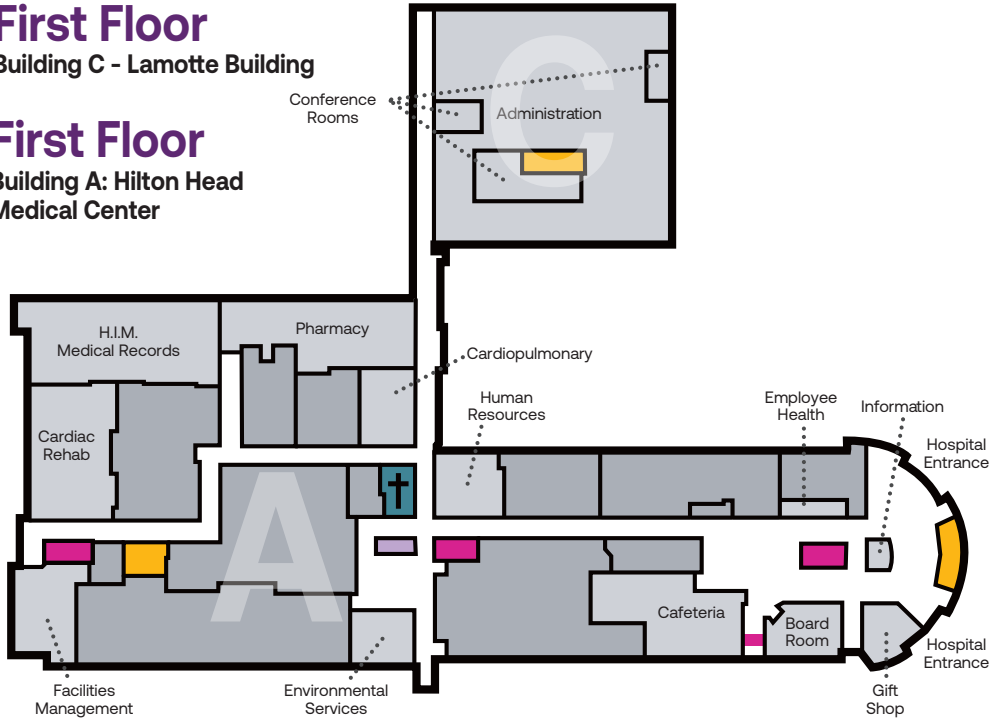 First Floor
Building C - Lamotte Building
First Floor
Building A: Hilton Head
Medical Center
C
Conference
Rooms
Administration
H.I.M.
Medical Records
Pharmacy
Cardiopulmonary
Human
Resources
Employee
Health
Information
Hospital
Entrance
Cardiac
Rehab
A
Cafeteria
Board
Room
Hospital
Entrance
Facilities
Management
Environmental
Services
Gift
Shop